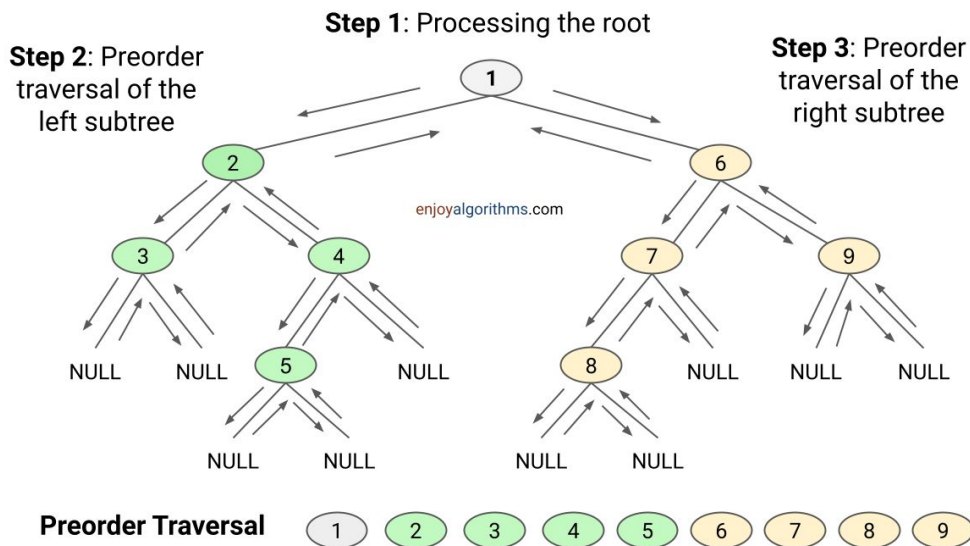 Step 1: Processing the root
Step 2: Preorder
traversal of the
left subtree
Step 3: Preorder
traversal of the
right subtree
1
2
6
enjoyalgorithms.com
3
4
7
9
NULL
NULL
5
NULL
8
NULL
NULL
NULL
NULL
NULL
NULL
NULL
Preorder Traversal 1 2 3 4 5 6 7 8 9